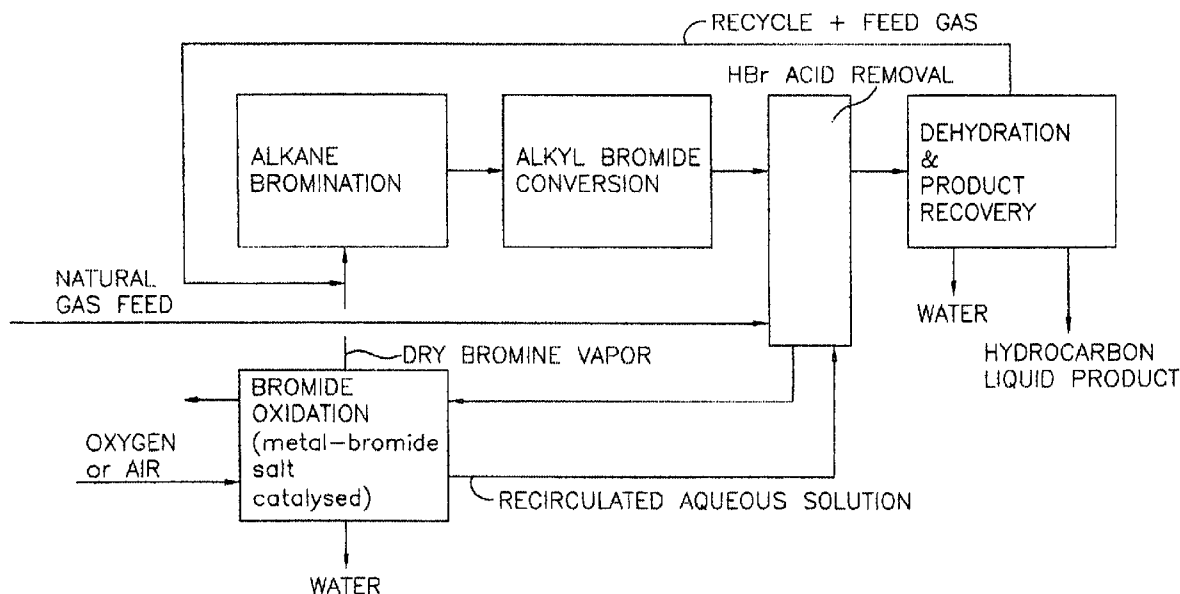 RECYCLE + FEED GAS
HBr ACID REMOVAL
ALKANE
BROMINATION
ALKYL BROMIDE
CONVERSION
DEHYDRATION
&
PRODUCT
RECOVERY
NATURAL
GAS FEED
WATER
DRY BROMINE VAPOR
HYDROCARBON
LIQUID PRODUCT
BROMIDE
OXIDATION
(metal-bromide
salt
catalysed)
OXYGEN
or AIR
RECIRCULATED AQUEOUS SOLUTION
WATER